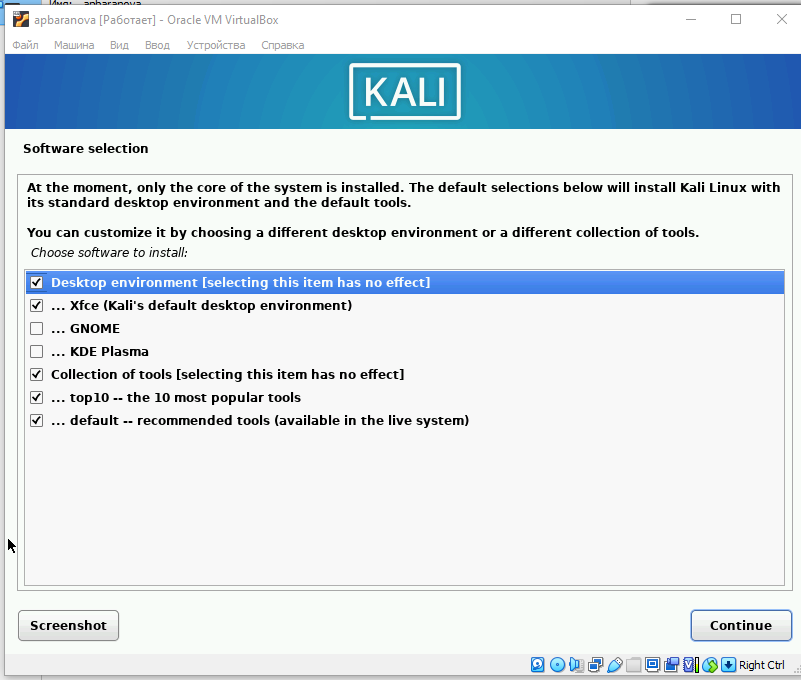 Имя: apbaranova
apbaranova [Работает] - Oracle VM VirtualBox
Файл Машина Вид Ввод Устройства Справка
KALI
Software selection
At the moment, only the core of the system is installed. The default selections below will install Kali Linux with
its standard desktop environment and the default tools.
You can customize it by choosing a different desktop environment or a different collection of tools.
Choose software to install:
Desktop environment [selecting this item has no effect]
... Xfce (Kali's default desktop environment)
... GNOME
... KDE Plasma
Collection of tools [selecting this item has no effect]
... top10 -- the 10 most popular tools
... default -- recommended tools (available in the live system)
Screenshot Continue
Right Ctrl